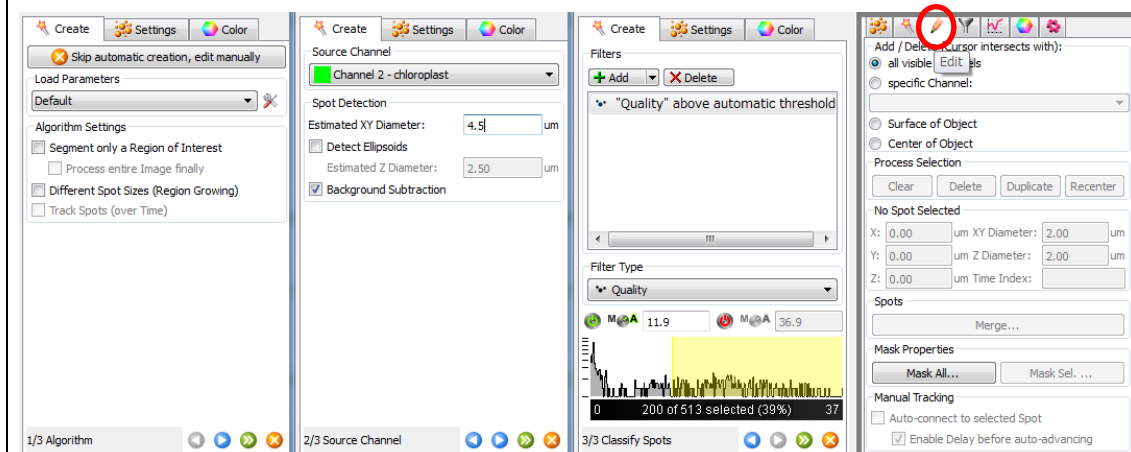 Create Settings Color
Skip automatic creation, edit manually
Load Parameters
Default
Algorithm Settings
Segment only a Region of Interest
Process entire Image finally
Different Spot Sizes (Region Growing)
Track Spots (over Time)
1/3 Algorithm
Create Settings Color
Source Channel
Channel 2 - chloroplast
Spot Detection
Estimated XY Diameter: 4.5 um
Detect Ellipsoids
Estimated Z Diameter: 2.50 um
Background Subtraction
2/3 Source Channel
Create Settings Color
Filters
Add Delete
"Quality" above automatic threshold
Filter Type
Quality
M A 11.9 M A 36.9
0 200 of 513 selected (39%) 37
3/3 Classify Spots
Add / Delete (Cursor intersects with):
all visible els
Edit
specific Channel:
Surface of Object
Center of Object
Process Selection
Clear Delete Duplicate Recenter
No Spot Selected
X: 0.00 um XY Diameter: 2.00 um
Y: 0.00 um Z Diameter: 2.00 um
Z: 0.00 um Time Index:
Spots
Merge...
Mask Properties
Mask All... Mask Sel. ...
Manual Tracking
Auto-connect to selected Spot
Enable Delay before auto-advancing